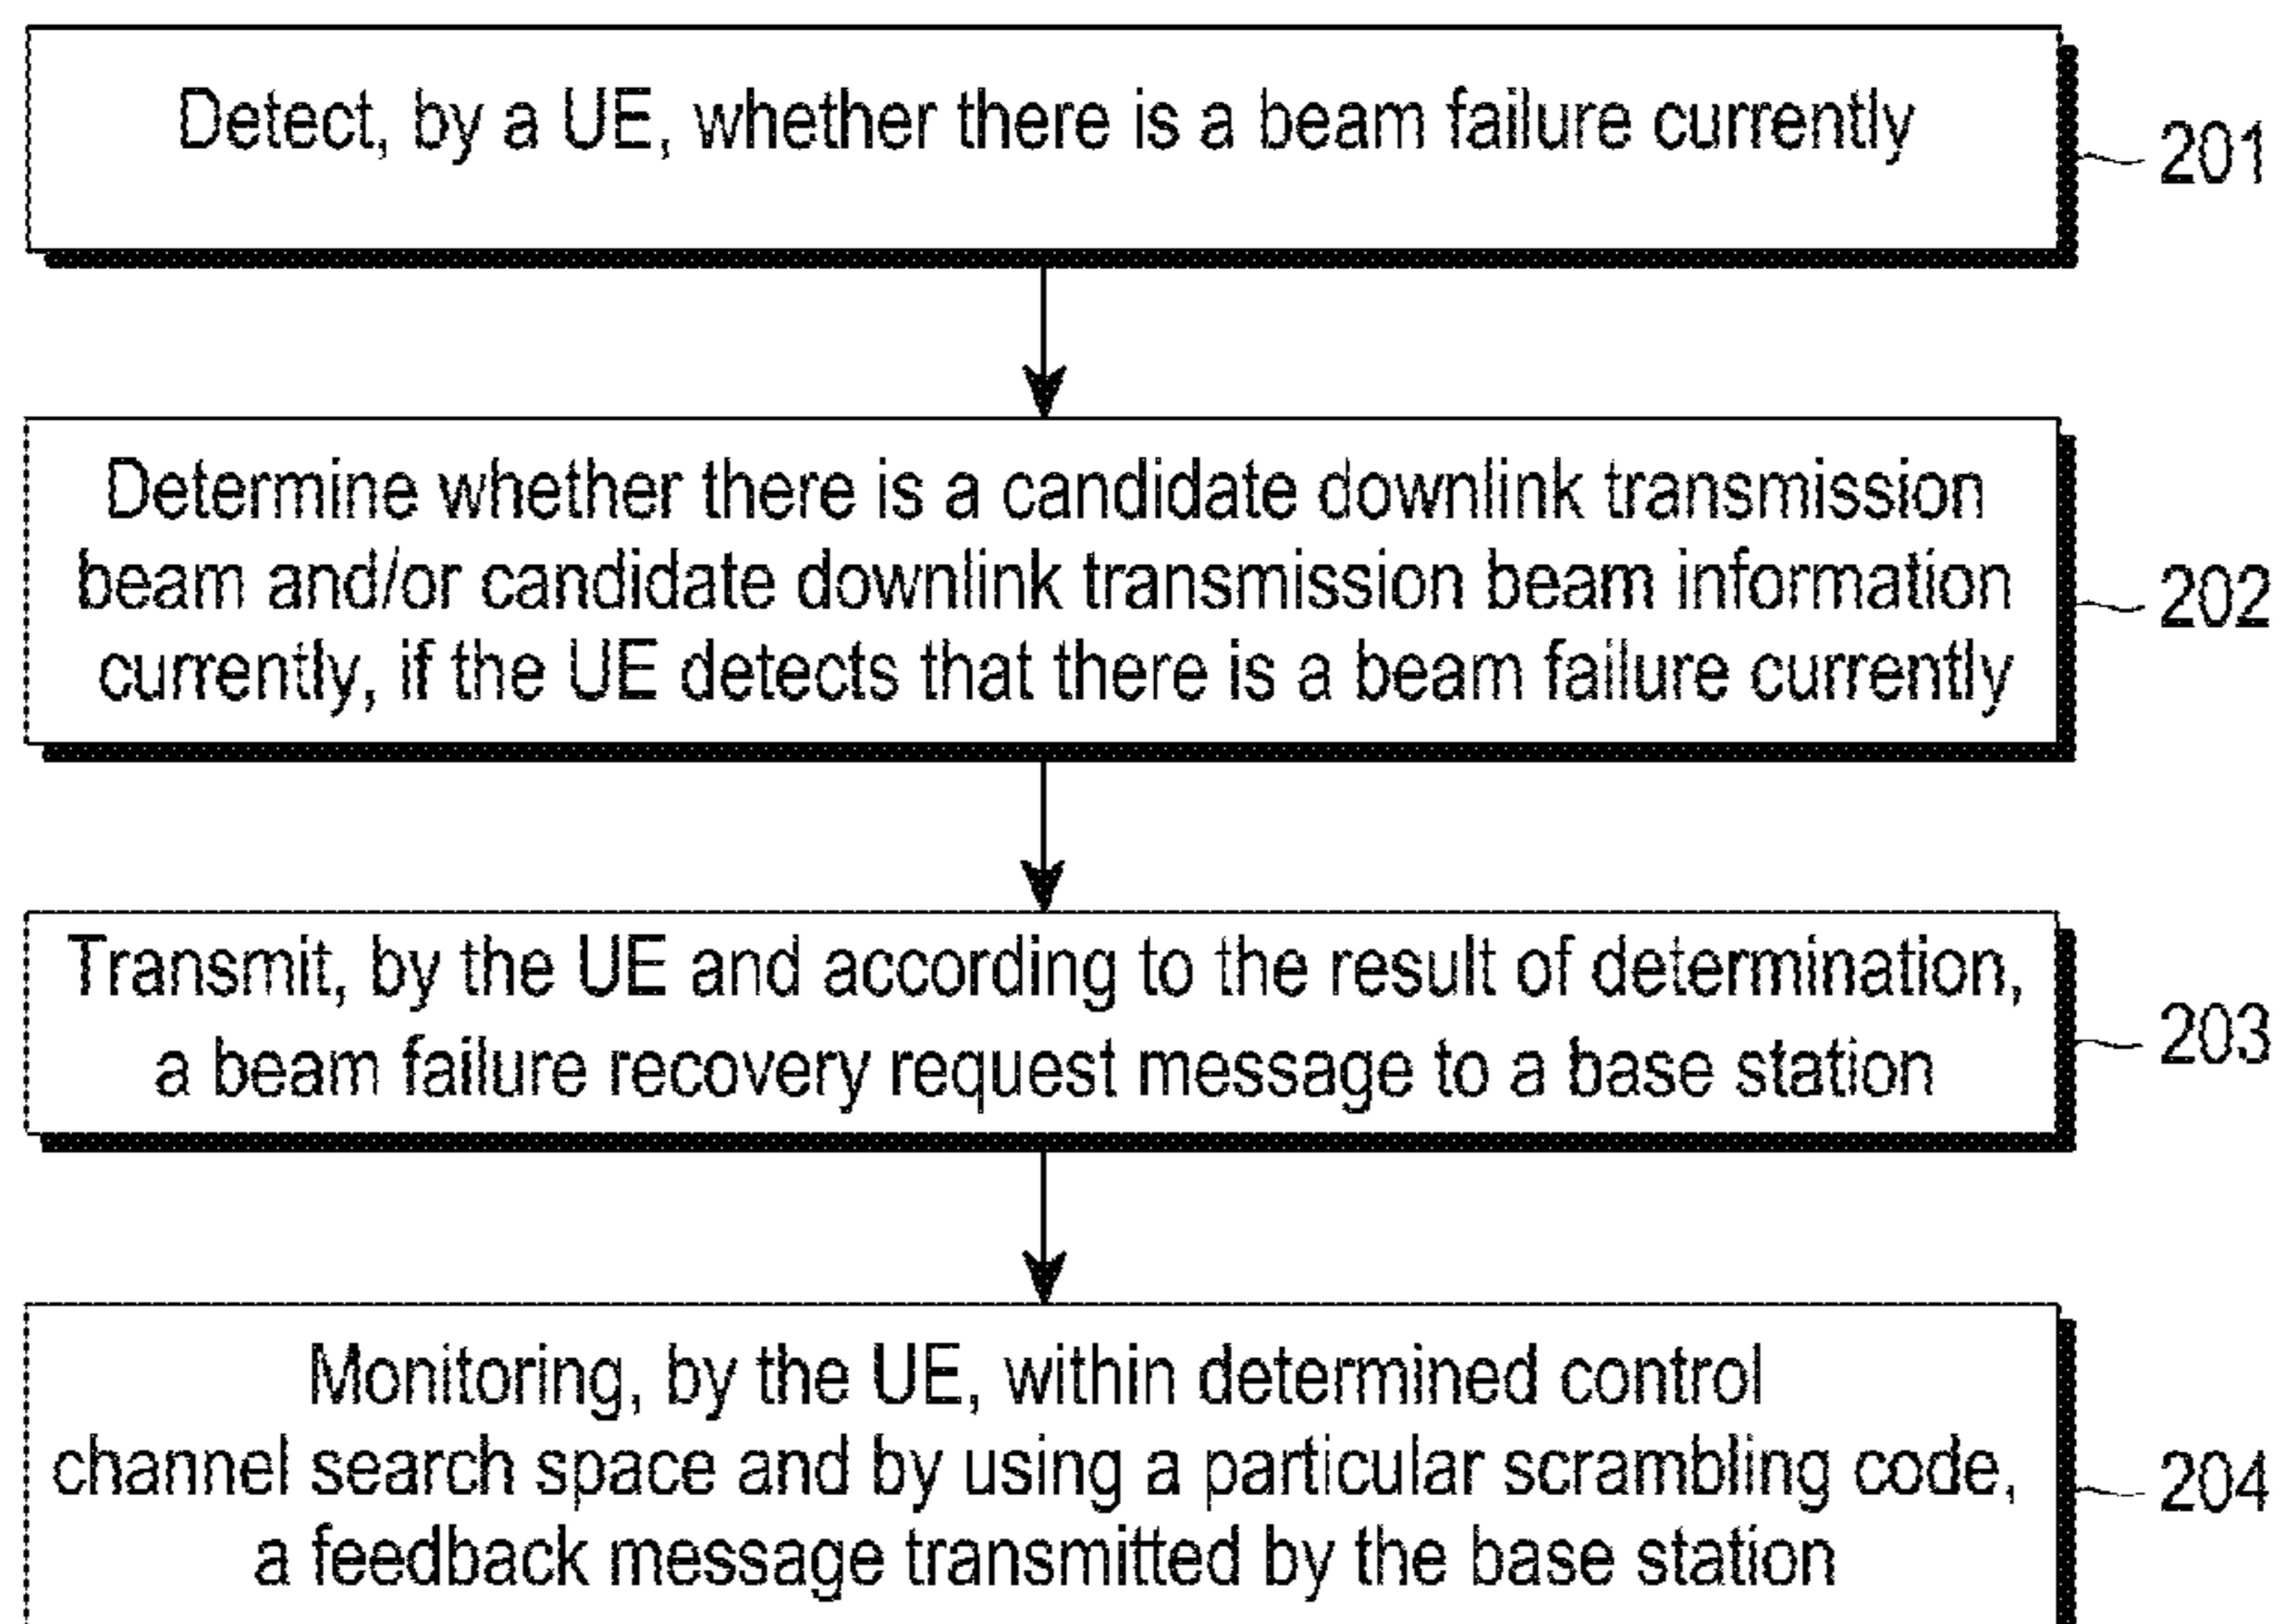 Detect, by a UE, whether there is a beam failure currently
201
Determine whether there is a candidate downlink transmission
beam and/or candidate downlink transmission beam information
currently, if the UE detects that there is a beam failure currently
202
Transmit, by the UE and according to the result of determination,
a beam failure recovery request message to a base station
203
Monitoring, by the UE, within determined control
channel search space and by using a particular scrambling code,
a feedback message transmitted by the base station
204